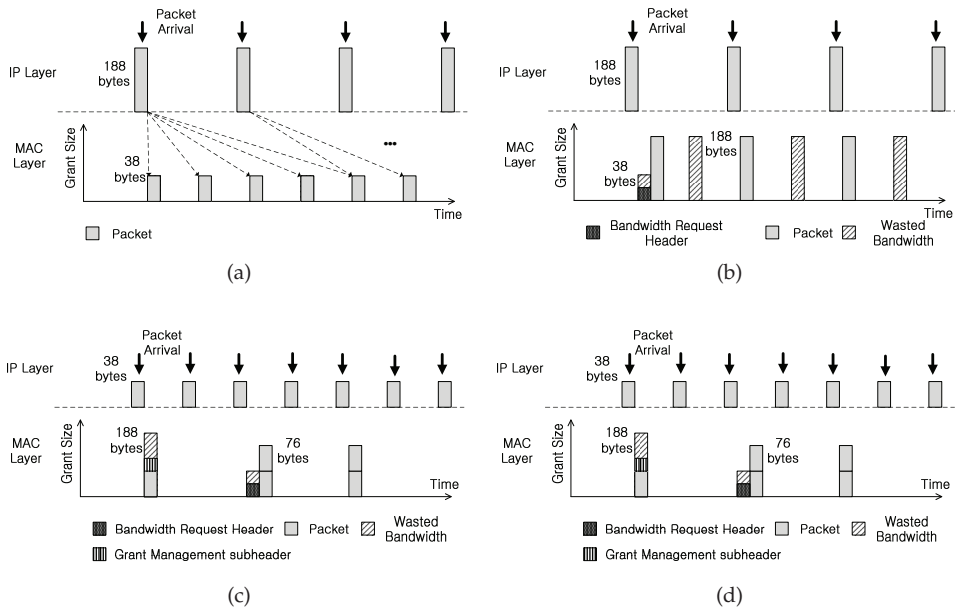 Packet
Arrival
IP Layer
188
bytes
MAC
Layer
Grant Size
38
bytes
•••
Time
Packet
(a)
Packet
Arrival
IP Layer
188
bytes
MAC
Layer
Grant Size
38
bytes
188
bytes
Time
Bandwidth Request
Header
Packet
Wasted
Bandwidth
(b)
Packet
Arrival
IP Layer
38
bytes
MAC
Layer
Grant Size
188
bytes
76
bytes
Time
Bandwidth Request Header
Packet
Wasted
Bandwidth
Grant Management subheader
(c)
Packet
Arrival
IP Layer
38
bytes
MAC
Layer
Grant Size
188
bytes
76
bytes
Time
Bandwidth Request Header
Packet
Wasted
Bandwidth
Grant Management subheader
(d)